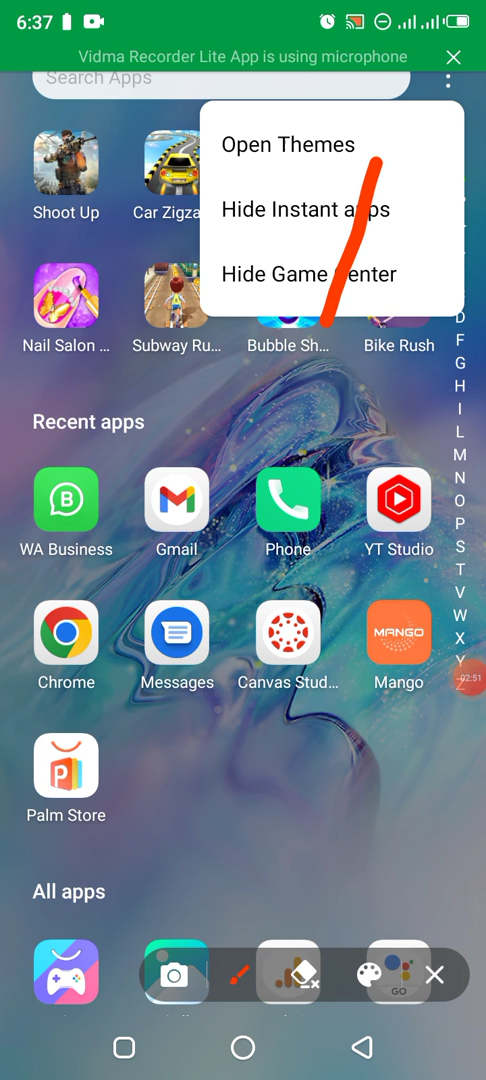 6:37
Vidma Recorder Lite App is using microphone
Search Apps
Open Themes
Hide Instant apps
Hide Game Center
Shoot Up
Car Zigza
Nail Salon ...
Subway Ru...
Bubble Sh...
Bike Rush
D
F
G
H
I
L
M
N
O
P
S
T
V
W
X
Y
Z
Recent apps
WA Business
Gmail
Phone
YT Studio
Chrome
Messages
Canvas Stud...
MANGO
Mango
02:51
Palm Store
All apps
GO